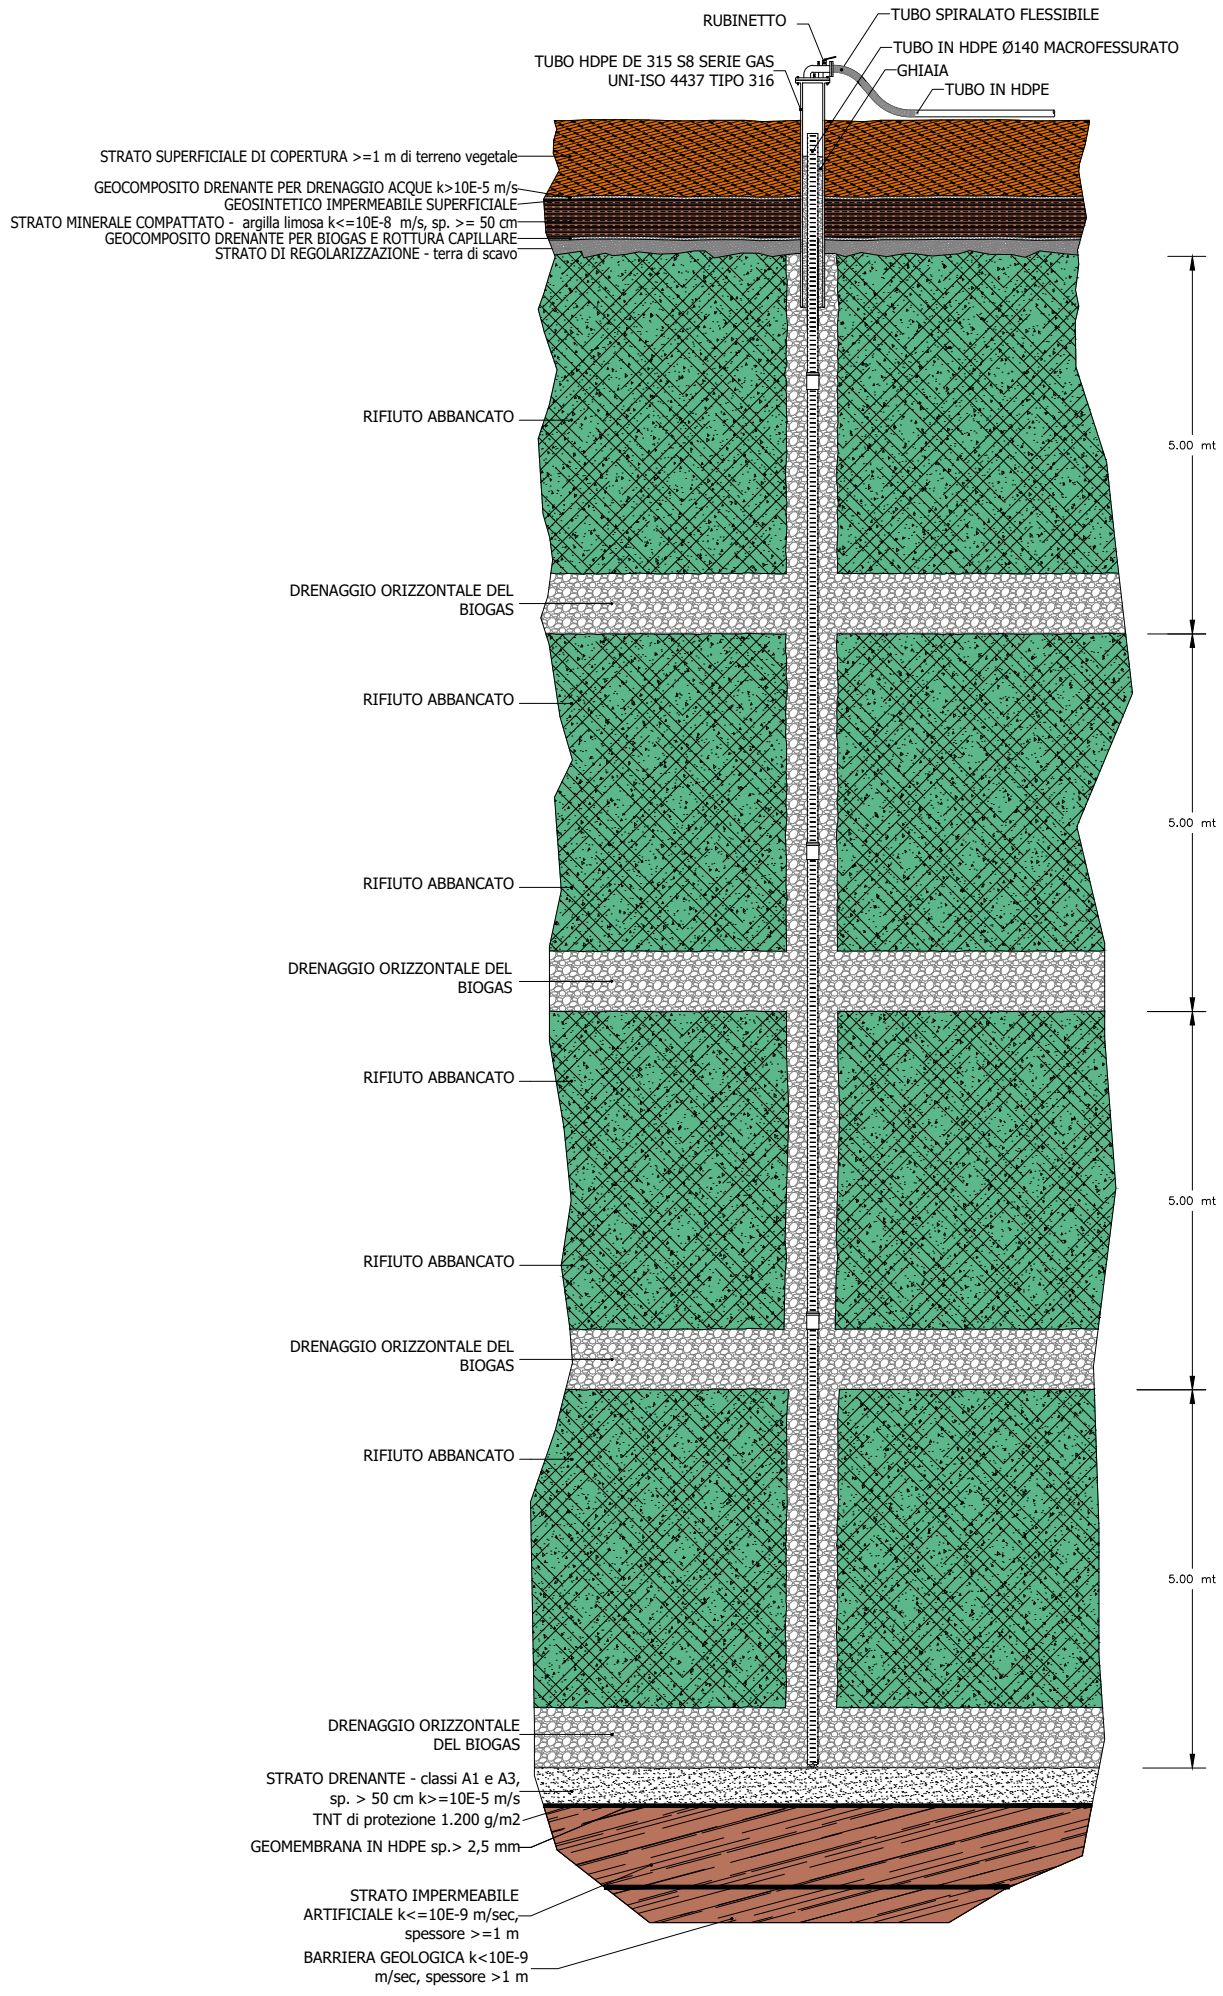 RUBINETTO
TUBO SPIRALATO FLESSIBILE
TUBO IN HDPE Ø140 MACROFESSURATO
TUBO HDPE DE 315 S8 SERIE GAS
UNI-ISO 4437 TIPO 316
GHIAIA
TUBO IN HDPE
STRATO SUPERFICIALE DI COPERTURA >=1 m di terreno vegetale
GEOCOMPOSITO DRENANTE PER DRENAGGIO ACQUE k>10E-5 m/s
GEOSINTETICO IMPERMEABILE SUPERFICIALE
STRATO MINERALE COMPATTATO - argilla limosa k<=10E-8 m/s, sp. >= 50 cm
GEOCOMPOSITO DRENANTE PER BIOGAS E ROTTURA CAPILLARE
STRATO DI REGOLARIZZAZIONE - terra di scavo
RIFIUTO ABBANCATO
5.00 mt
DRENAGGIO ORIZZONTALE DEL
BIOGAS
RIFIUTO ABBANCATO
5.00 mt
RIFIUTO ABBANCATO
DRENAGGIO ORIZZONTALE DEL
BIOGAS
RIFIUTO ABBANCATO
5.00 mt
RIFIUTO ABBANCATO
DRENAGGIO ORIZZONTALE DEL
BIOGAS
RIFIUTO ABBANCATO
5.00 mt
DRENAGGIO ORIZZONTALE
DEL BIOGAS
STRATO DRENANTE - classi A1 e A3,
sp. > 50 cm k>=10E-5 m/s
TNT di protezione 1.200 g/m2
GEOMEMBRANA IN HDPE sp.> 2,5 mm
STRATO IMPERMEABILE
ARTIFICIALE k<=10E-9 m/sec,
spessore >=1 m
BARRIERA GEOLOGICA k<10E-9
m/sec, spessore >1 m